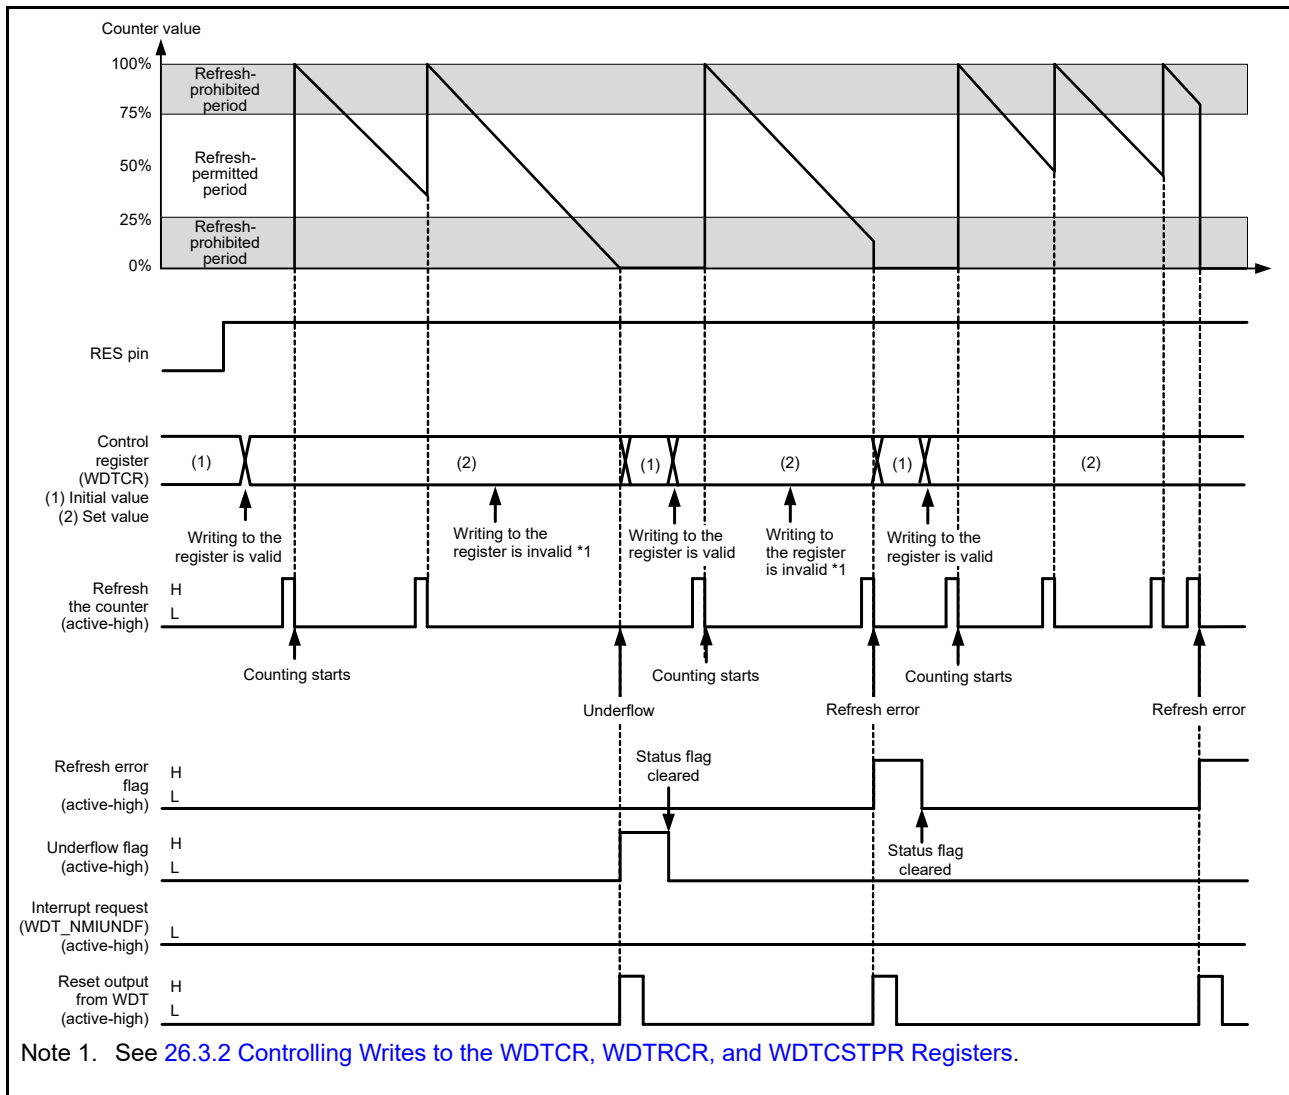 Counter value
100%
Refresh-
prohibited
period
75%
50%
Refresh-
permitted
period
25%
Refresh-
prohibited
period
0%
RES pin
Control
register
(WDTCR)
(1) Initial value
(2) Set value
(1)
(2)
(1)
(2)
(1)
(2)
Writing to the
register is valid
Writing to the
register is invalid *1
Writing to the
register is valid
Writing to
the register
is invalid *1
Writing to the
register is valid
Refresh
the counter
(active-high)
H
L
Counting starts
Counting starts
Counting starts
Underflow
Refresh error
Refresh error
Refresh error
flag
(active-high)
H
L
Status flag
cleared
Underflow flag
(active-high)
H
L
Status flag
cleared
Interrupt request
(WDT_NMIUNDF)
(active-high)
L
Reset output
from WDT
(active-high)
H
L
Note 1. See 26.3.2 Controlling Writes to the WDTCR, WDTRCR, and WDTCSTPR Registers.